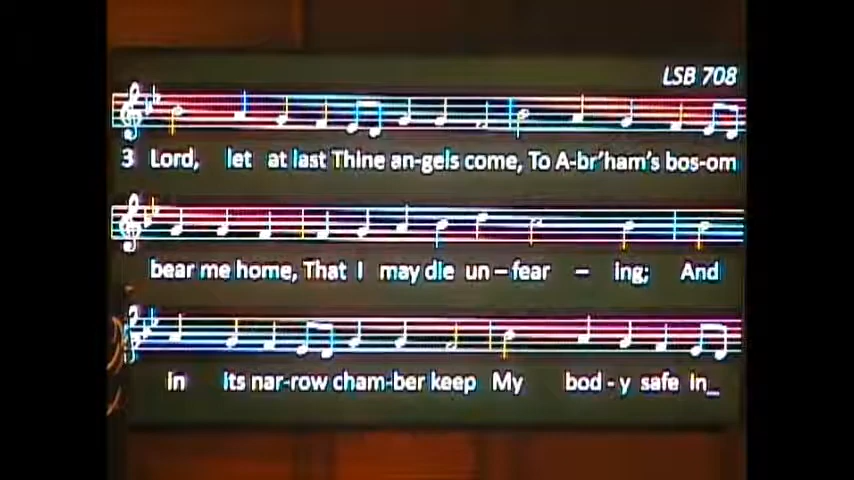 LSB 708
3 Lord, let at last Thine an-gels come, To A-br'ham's bos-om
bear me home, That I may die un-fear - ing; And
in its nar-row cham-ber keep My bod-y safe in_